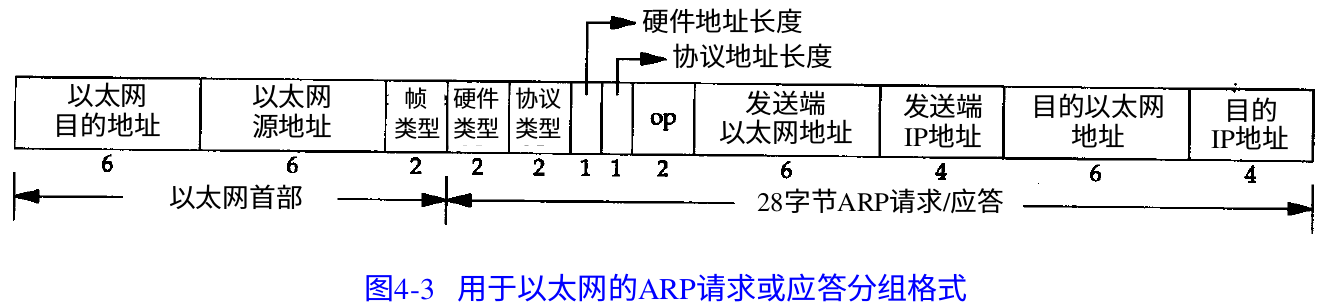 硬件地址长度
协议地址长度
以太网
目的地址
以太网
源地址
帧
类型
硬件
类型
协议
类型
op
发送端
以太网地址
发送端
IP地址
目的以太网
地址
目的
IP地址
6
6
2
2
2
1
1
2
6
4
6
4
以太网首部
28字节ARP请求/应答
图4-3 用于以太网的ARP请求或应答分组格式